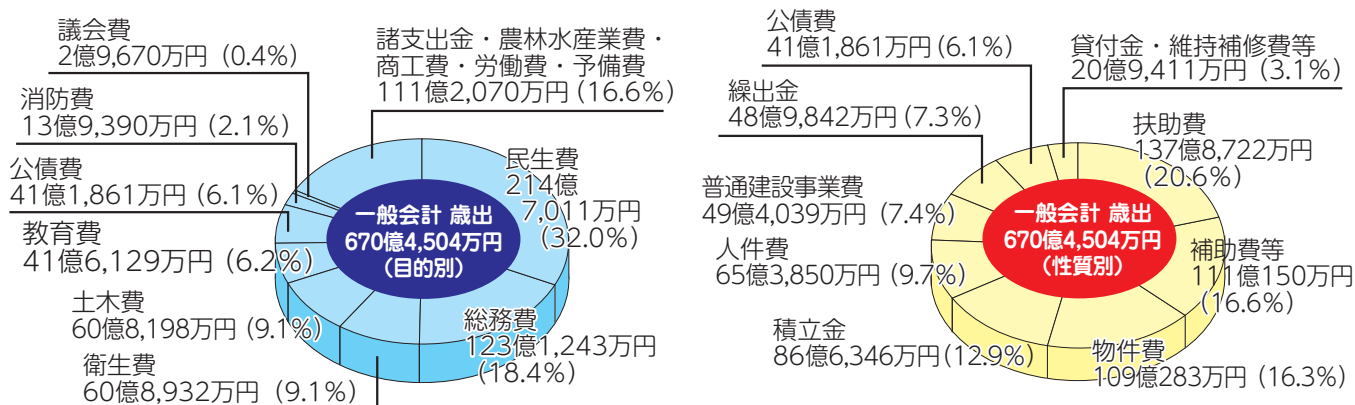 議会費
2億9,670万円（0.4%）
諸支出金・農林水産業費・
商工費・労働費・予備費
111億2,070万円（16.6%）
消防費
13億9,390万円（2.1%）
公債費
41億1,861万円（6.1%）
教育費
41億6,129万円（6.2%）
土木費
60億8,198万円（9.1%）
衛生費
60億8,932万円（9.1%）
民生費
214億
7,011万円
（32.0%）
総務費
123億1,243万円
（18.4%）
一般会計 歳出
670億4,504万円
（目的別）
公債費
41億1,861万円（6.1%）
貸付金・維持補修費等
20億9,411万円（3.1%）
繰出金
48億9,842万円（7.3%）
普通建設事業費
49億4,039万円（7.4%）
人件費
65億3,850万円（9.7%）
積立金
86億6,346万円（12.9%）
扶助費
137億8,722万円
（20.6%）
補助費等
111億150万円
（16.6%）
物件費
109億283万円（16.3%）
一般会計 歳出
670億4,504万円
（性質別）